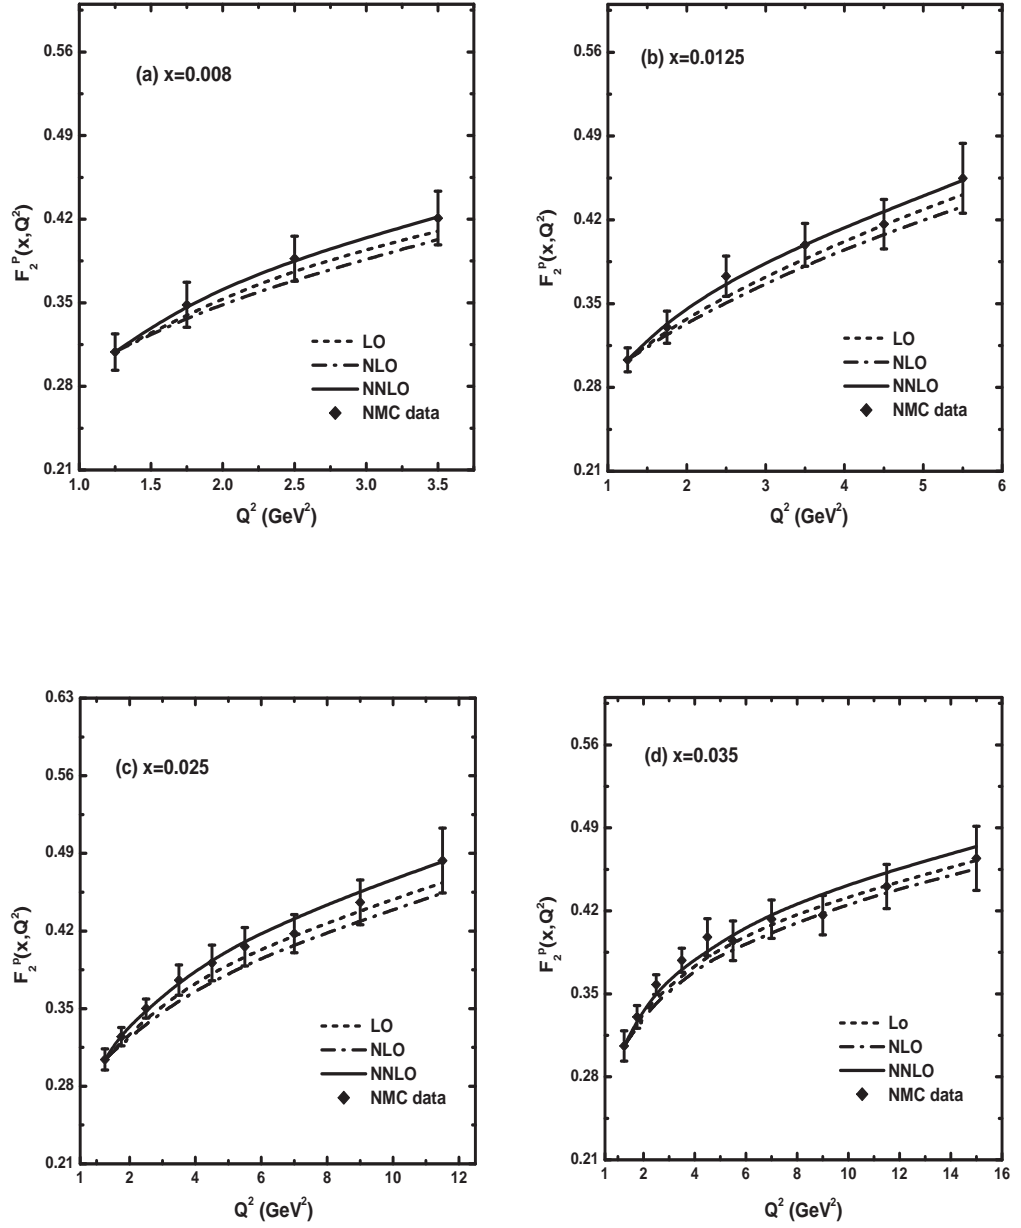 0.56
0.49
0.42
0.35
0.28
0.21
F₂ᴾ(x,Q²)
(a) x=0.008
LO
NLO
NNLO
NMC data
1.0 1.5 2.0 2.5 3.0 3.5
Q² (GeV²)
0.56
0.49
0.42
0.35
0.28
0.21
F₂ᴾ(x,Q²)
(b) x=0.0125
LO
NLO
NNLO
NMC data
1 2 3 4 5 6
Q² (GeV²)
0.63
0.56
0.49
0.42
0.35
0.28
0.21
F₂ᴾ(x,Q²)
(c) x=0.025
LO
NLO
NNLO
NMC data
1 2 4 6 8 10 12
Q² (GeV²)
0.56
0.49
0.42
0.35
0.28
0.21
F₂ᴾ(x,Q²)
(d) x=0.035
Lo
NLO
NNLO
NMC data
1 2 4 6 8 10 12 14 16
Q² (GeV²)